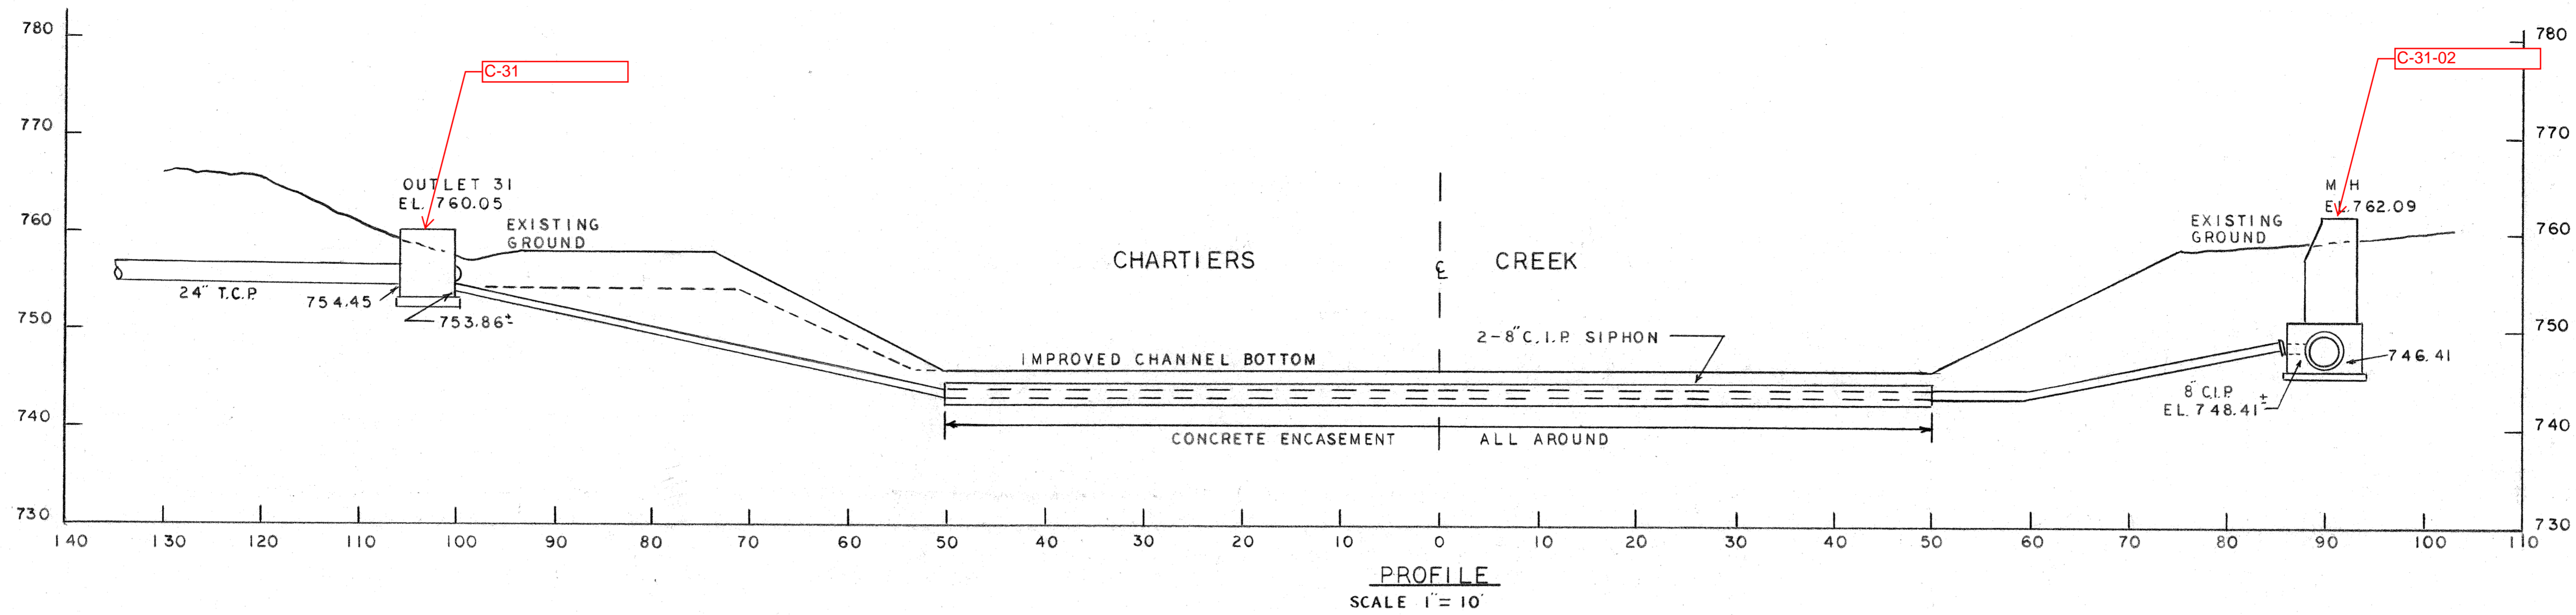 780
780
C-31
C-31-02
770
770
OUTLET 31
EL. 760.05
M H
EL. 762.09
760
EXISTING
GROUND
EXISTING
GROUND
760
CHARTIERS
℄
CREEK
24" T.C.P.
754.45
753.86±
750
750
2-8" C.I.P. SIPHON
IMPROVED CHANNEL BOTTOM
746.41
8" C.I.P.
EL. 748.41±
740
740
CONCRETE ENCASEMENT
ALL AROUND
730
730
140 130 120 110 100 90 80 70 60 50 40 30 20 10 0 10 20 30 40 50 60 70 80 90 100 110
PROFILE
SCALE 1" = 10'